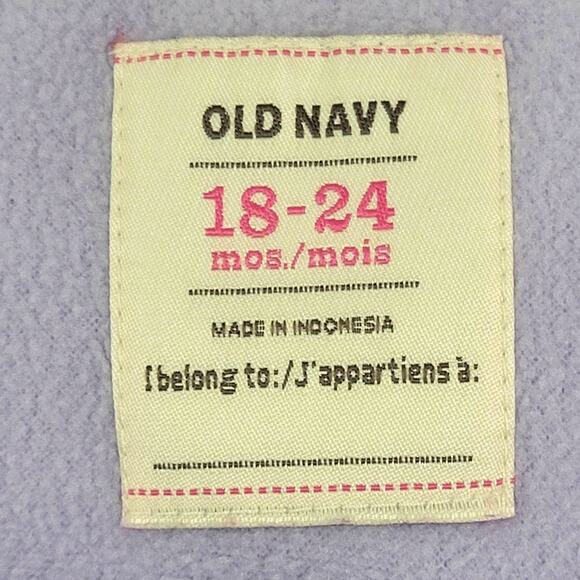 OLD NAVY
18-24
mos./mois
MADE IN INDONESIA
I belong to:/J'appartiens à: